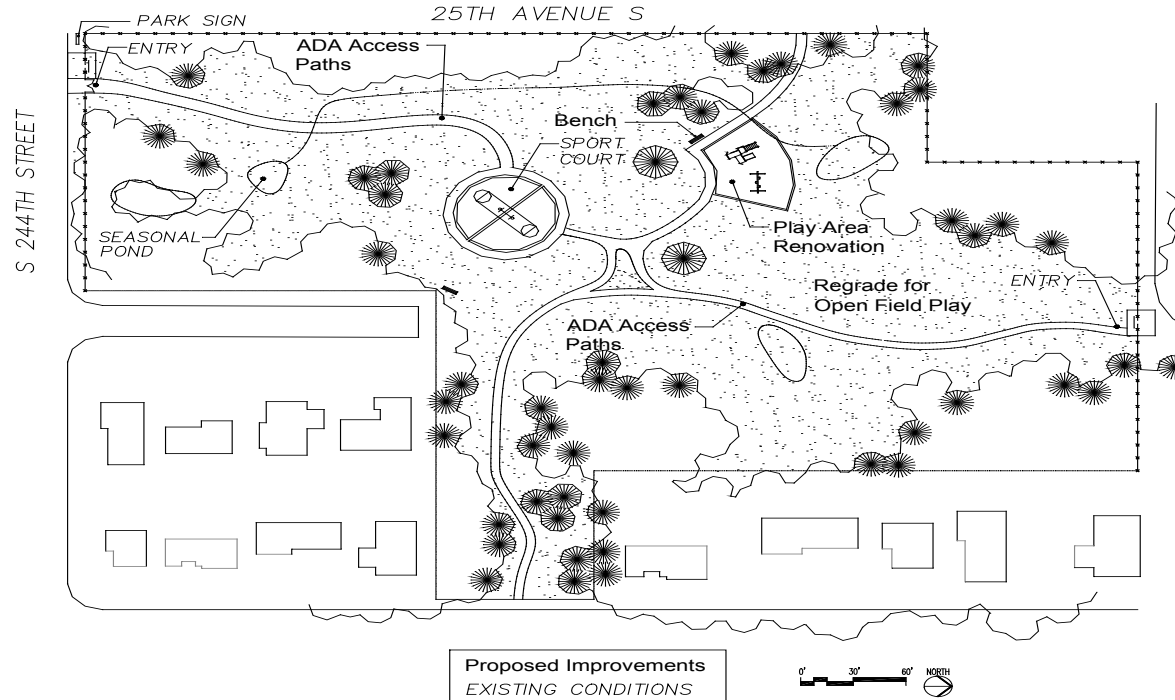 25TH AVENUE S
PARK SIGN
ENTRY
ADA Access
Paths
S 244TH STREET
Bench
SPORT
COURT
SEASONAL
POND
Play Area
Renovation
Regrade for
Open Field Play
ENTRY
ADA Access
Paths
Proposed Improvements
EXISTING CONDITIONS
0' 30' 60' NORTH